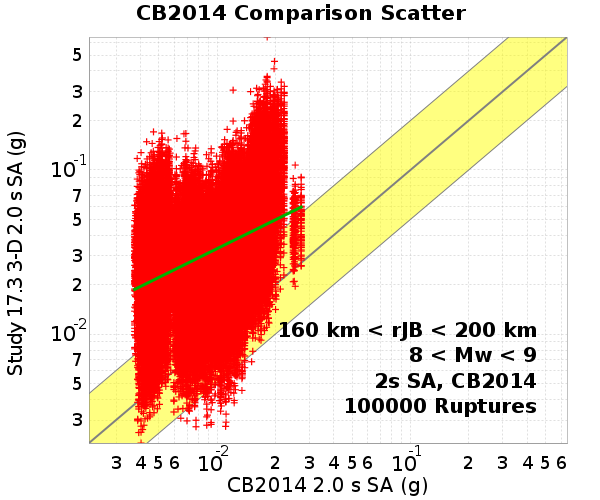 CB2014 Comparison Scatter
Study 17.3 3-D 2.0 s SA (g)
5
3
2
10-1
7
5
3
2
10-2
7
5
3
160 km < rJB < 200 km
8 < Mw < 9
2s SA, CB2014
100000 Ruptures
3 4 5 6 10-2 2 3 4 5 6 10-1 2 3 4 5 6
CB2014 2.0 s SA (g)